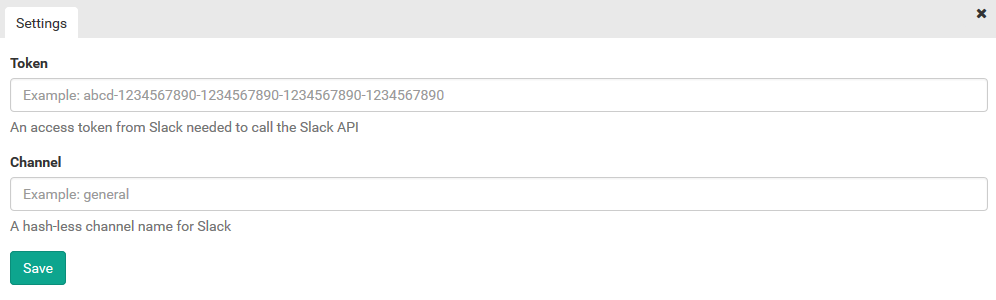 Settings
Token
Example: abcd-1234567890-1234567890-1234567890-1234567890
An access token from Slack needed to call the Slack API
Channel
Example: general
A hash-less channel name for Slack
Save